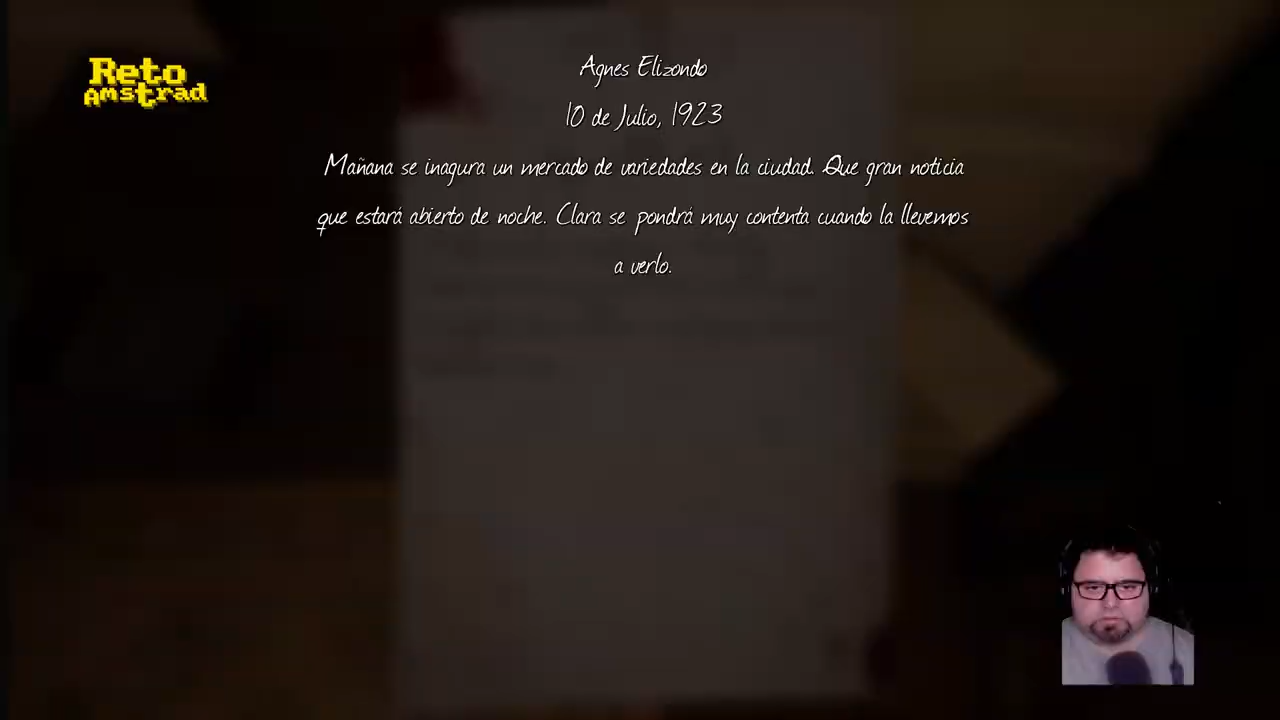 Reto
Amstrad
Agnes Elizondo
10 de Julio, 1923
Mañana se inagura un mercado de variedades en la ciudad. Que gran noticia
que estará abierto de noche. Clara se pondrá muy contenta cuando la llevemos
a verlo.